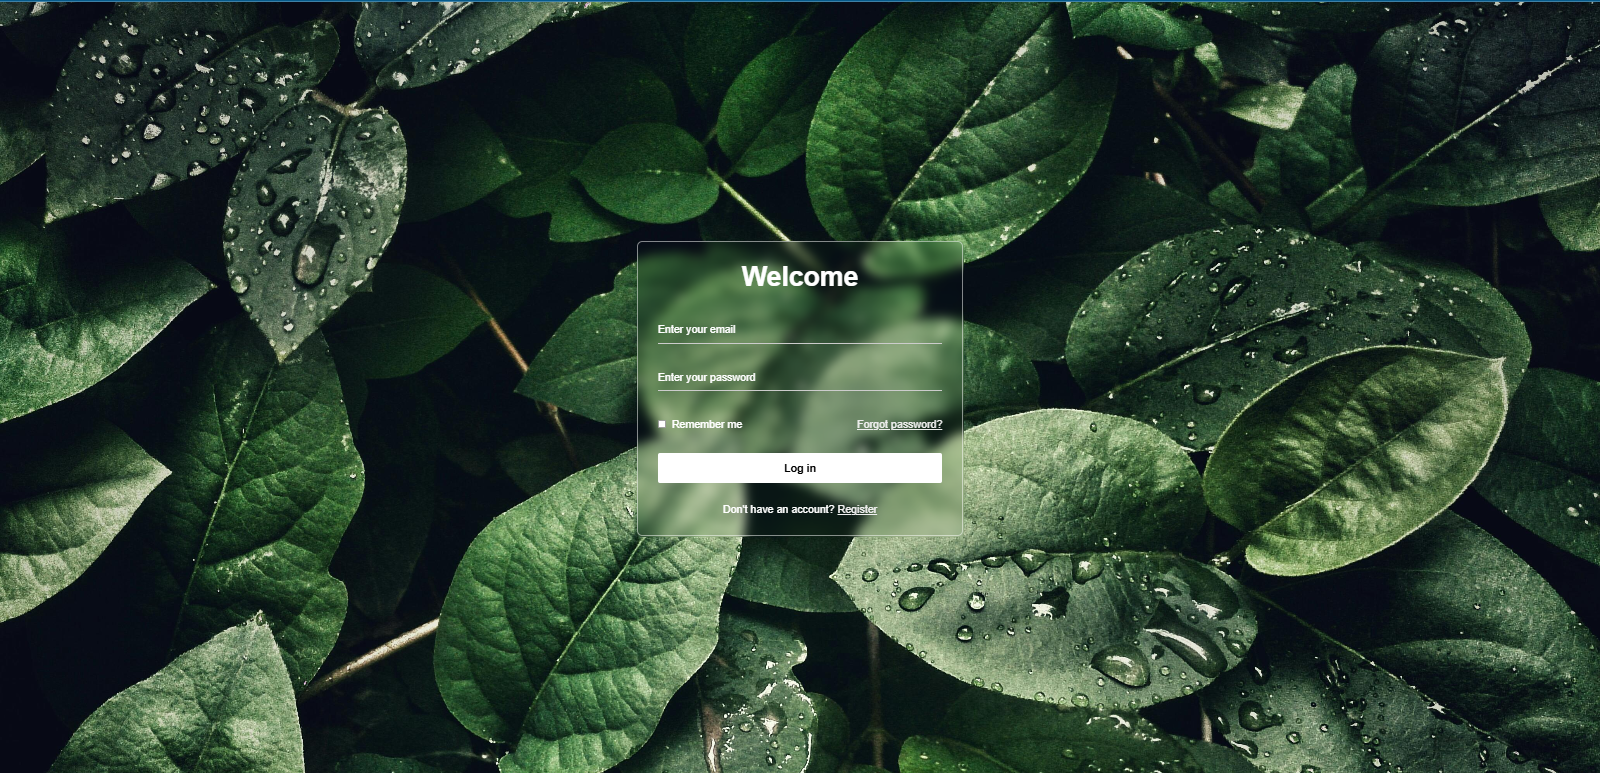 Welcome
Enter your email
Enter your password
Remember me Forgot password?
Log in
Don't have an account? Register